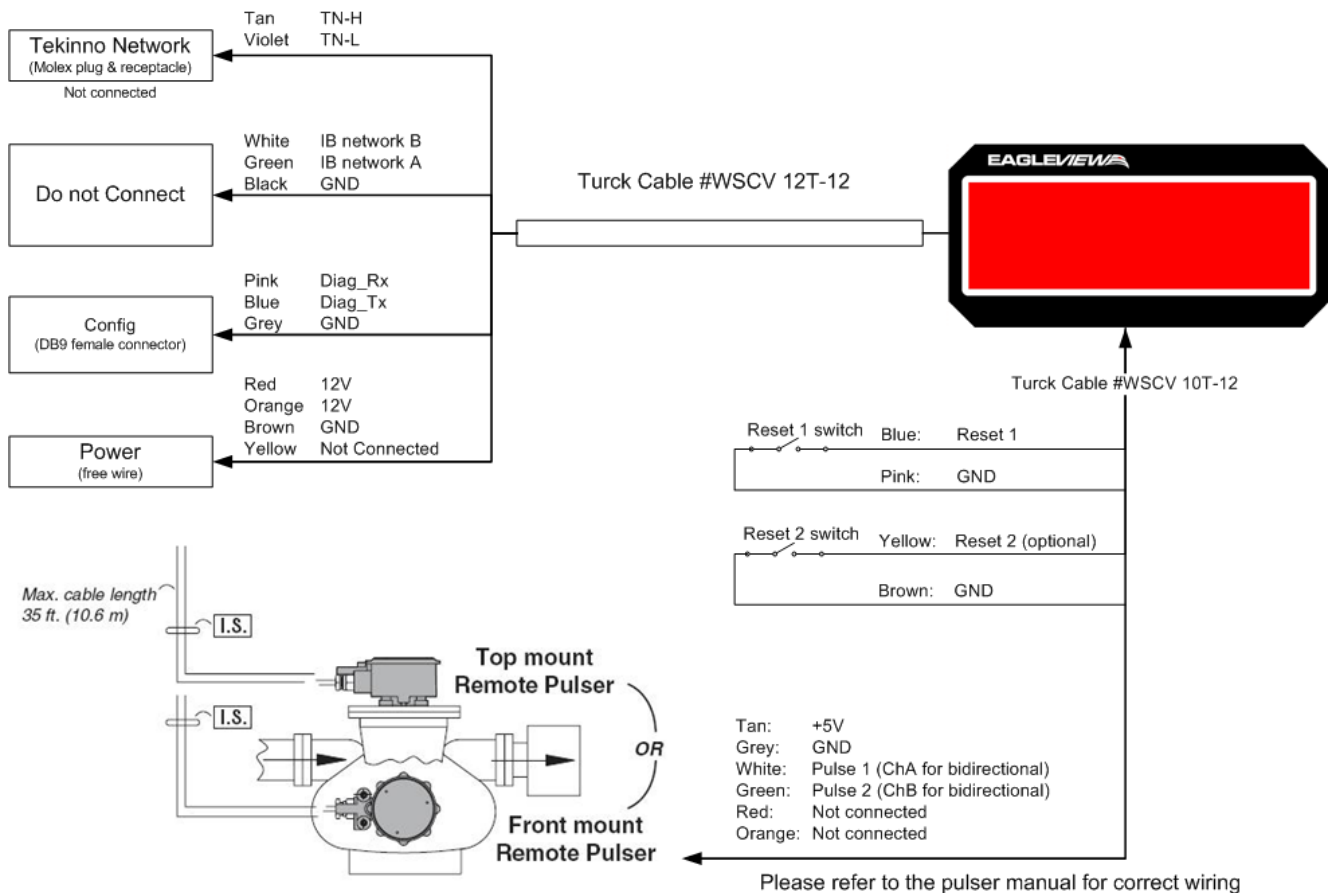 Tan TN-H
Violet TN-L
Tekinno Network
(Molex plug & receptacle)
Not connected
White IB network B
Green IB network A
Black GND
Do not Connect
Turck Cable #WSCV 12T-12
EAGLEVIEW
Pink Diag_Rx
Blue Diag_Tx
Grey GND
Config
(DB9 female connector)
Red 12V
Orange 12V
Brown GND
Yellow Not Connected
Power
(free wire)
Turck Cable #WSCV 10T-12
Reset 1 switch Blue: Reset 1
Pink: GND
Reset 2 switch Yellow: Reset 2 (optional)
Brown: GND
Max. cable length
35 ft. (10.6 m)
I.S.
Top mount
Remote Pulser
I.S.
OR
Front mount
Remote Pulser
Tan: +5V
Grey: GND
White: Pulse 1 (ChA for bidirectional)
Green: Pulse 2 (ChB for bidirectional)
Red: Not connected
Orange: Not connected
Please refer to the pulser manual for correct wiring